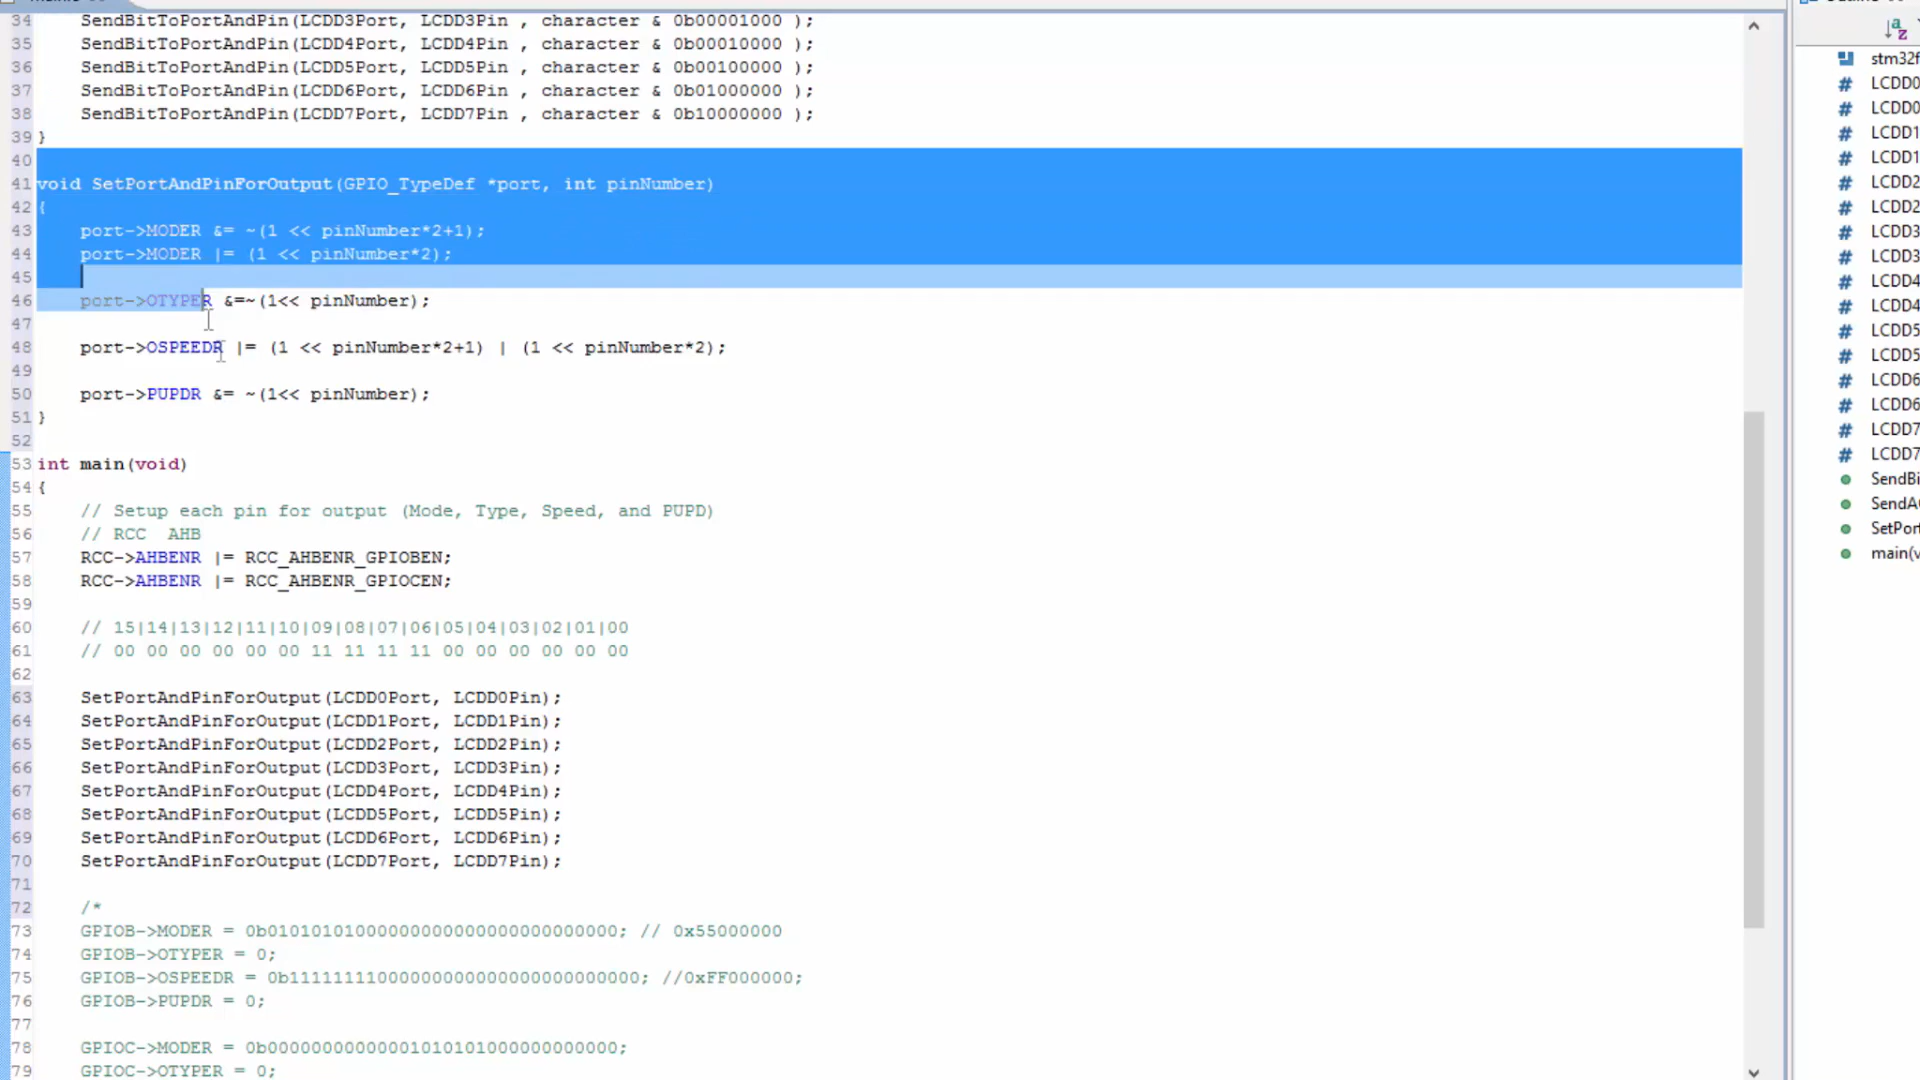 34 SendBitToPortAndPin(LCDD3Port, LCDD3Pin , character & 0b00001000 );
35 SendBitToPortAndPin(LCDD4Port, LCDD4Pin , character & 0b00010000 );
36 SendBitToPortAndPin(LCDD5Port, LCDD5Pin , character & 0b00100000 );
37 SendBitToPortAndPin(LCDD6Port, LCDD6Pin , character & 0b01000000 );
38 SendBitToPortAndPin(LCDD7Port, LCDD7Pin , character & 0b10000000 );
39 }
40
41 void SetPortAndPinForOutput(GPIO_TypeDef *port, int pinNumber)
42 {
43 port->MODER &= ~(1 << pinNumber*2+1);
44 port->MODER |= (1 << pinNumber*2);
45
46 port->OTYPER &=~(1<< pinNumber);
47
48 port->OSPEEDR |= (1 << pinNumber*2+1) | (1 << pinNumber*2);
49
50 port->PUPDR &= ~(1<< pinNumber);
51 }
52
53 int main(void)
54 {
55 // Setup each pin for output (Mode, Type, Speed, and PUPD)
56 // RCC AHB
57 RCC->AHBENR |= RCC_AHBENR_GPIOBEN;
58 RCC->AHBENR |= RCC_AHBENR_GPIOCEN;
59
60 // 15|14|13|12|11|10|09|08|07|06|05|04|03|02|01|00
61 // 00 00 00 00 00 00 11 11 11 11 00 00 00 00 00 00
62
63 SetPortAndPinForOutput(LCDD0Port, LCDD0Pin);
64 SetPortAndPinForOutput(LCDD1Port, LCDD1Pin);
65 SetPortAndPinForOutput(LCDD2Port, LCDD2Pin);
66 SetPortAndPinForOutput(LCDD3Port, LCDD3Pin);
67 SetPortAndPinForOutput(LCDD4Port, LCDD4Pin);
68 SetPortAndPinForOutput(LCDD5Port, LCDD5Pin);
69 SetPortAndPinForOutput(LCDD6Port, LCDD6Pin);
70 SetPortAndPinForOutput(LCDD7Port, LCDD7Pin);
71
72 /*
73 GPIOB->MODER = 0b01010101000000000000000000000000; // 0x55000000
74 GPIOB->OTYPER = 0;
75 GPIOB->OSPEEDR = 0b11111111000000000000000000000000; //0xFF000000;
76 GPIOB->PUPDR = 0;
77
78 GPIOC->MODER = 0b00000000000001010101000000000000;
79 GPIOC->OTYPER = 0;
stm32f
# LCDD0
# LCDD0
# LCDD1
# LCDD1
# LCDD2
# LCDD2
# LCDD3
# LCDD3
# LCDD4
# LCDD4
# LCDD5
# LCDD5
# LCDD6
# LCDD6
# LCDD7
# LCDD7
SendBi
SendA
SetPor
main(v